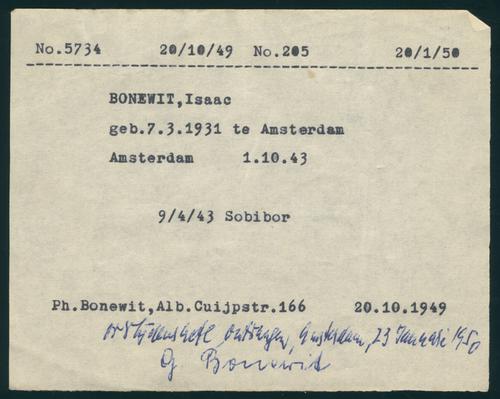 No.5734 20/10/49 No.205 20/1/50
BONEWIT,Isaac
geb.7.3.1931 te Amsterdam
Amsterdam 1.10.43
9/4/43 Sobibor
Ph.Bonewit,Alb.Cuijpstr.166 20.10.1949
ontvangen, Amsterdam, 23 Januari 1950
G Bonewit